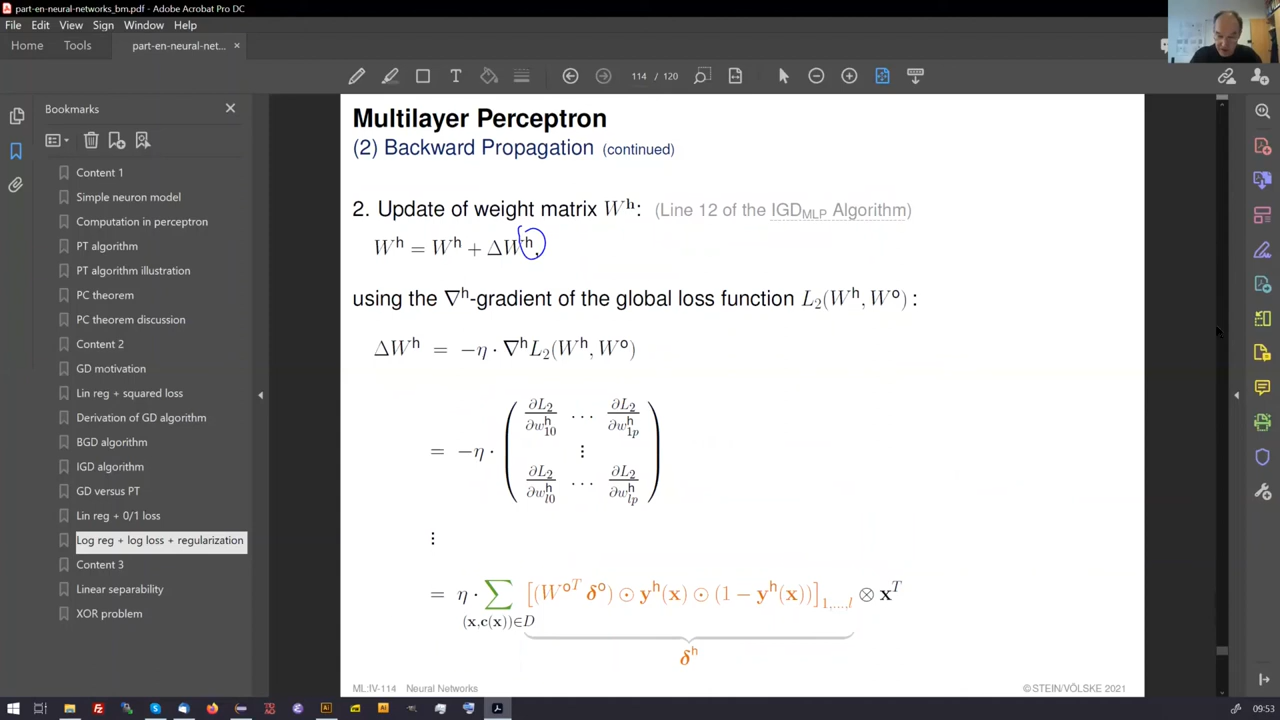 part-en-neural-networks_bm.pdf - Adobe Acrobat Pro DC
File Edit View Sign Window Help
Home Tools part-en-neural-net... ×
114 / 120
Bookmarks
Content 1
Simple neuron model
Computation in perceptron
PT algorithm
PT algorithm illustration
PC theorem
PC theorem discussion
Content 2
GD motivation
Lin reg + squared loss
Derivation of GD algorithm
BGD algorithm
IGD algorithm
GD versus PT
Lin reg + 0/1 loss
Log reg + log loss + regularization
Content 3
Linear separability
XOR problem
Multilayer Perceptron
(2) Backward Propagation (continued)
2. Update of weight matrix W^h: (Line 12 of the IGD_MLP Algorithm)
W^h = W^h + ΔW^h,
using the ∇^h-gradient of the global loss function L_2(W^h, W^o) :
ΔW^h = −η · ∇^h L_2(W^h, W^o)
= −η · ( ∂L_2/∂w^h_10 ··· ∂L_2/∂w^h_1p
⋮
∂L_2/∂w^h_l0 ··· ∂L_2/∂w^h_lp )
⋮
= η · ∑_(x,c(x))∈D [(W^o^T δ^o) ⊙ y^h(x) ⊙ (1 − y^h(x))]_1,...,l ⊗ x^T
δ^h
ML:IV-114 Neural Networks
© STEIN/VÖLSKE 2021
09:53